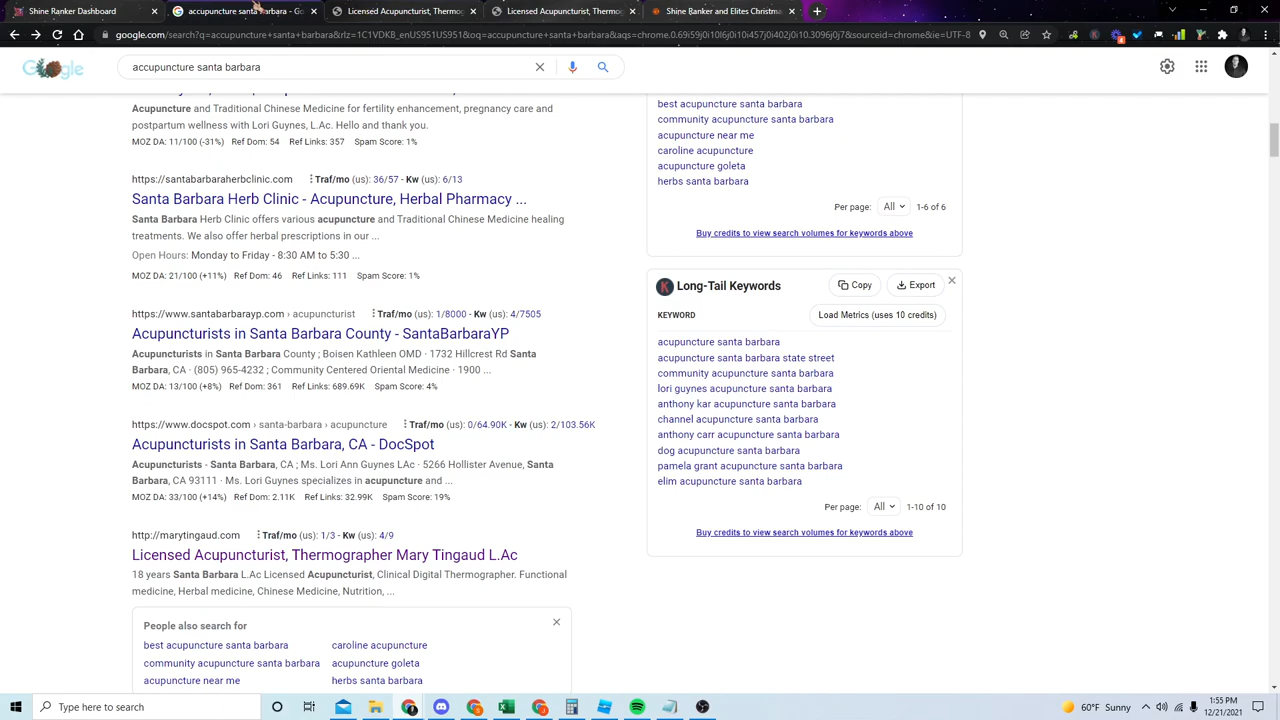 Ranking Dashboard
Licensed Thermo
google.com/search?q=accupuncture+santa+barbara&rlz=1C1VDKB_enUS951US951&oq=accupuncture+santa+barbara&aqs=chrome.0.69i59j0i10l6j0i10i457j0i402j0i10.3096j0j7&sourceid=chrome&ie=UTF-8
accupuncture santa barbara
Acupuncture and Traditional Chinese Medicine for fertility enhancement, pregnancy care and
postpartum wellness with Lori Guynes, L.Ac. Hello and thank you.
MOZ DA: 11/100 (-31%) Ref Dom: 54 Ref Links: 357 Spam Score: 1%
https://santabarbaraherbclinic.com Traf/mo (us): 36/57 - Kw (us): 6/13
Santa Barbara Herb Clinic - Acupuncture, Herbal Pharmacy ...
Santa Barbara Herb Clinic offers various acupuncture and Traditional Chinese Medicine healing
treatments. We also offer herbal prescriptions in our ...
Open Hours: Monday to Friday - 8:30 AM to 5:30 ...
MOZ DA: 21/100 (+11%) Ref Dom: 46 Ref Links: 111 Spam Score: 1%
https://www.santabarbarayp.com › acupuncturist Traf/mo (us): 1/8000 - Kw (us): 4/7505
Acupuncturists in Santa Barbara County - SantaBarbaraYP
Acupuncturists in Santa Barbara County ; Boisen Kathleen OMD · 1732 Hillcrest Rd Santa
Barbara, CA · (805) 965-4232 ; Community Centered Oriental Medicine · 1900 ...
MOZ DA: 13/100 (+8%) Ref Dom: 361 Ref Links: 689.69K Spam Score: 4%
https://www.docspot.com › santa-barbara › acupuncture Traf/mo (us): 0/64.90K - Kw (us): 2/103.56K
Acupuncturists in Santa Barbara, CA - DocSpot
Acupuncturists · Santa Barbara, CA ; Ms. Lori Ann Guynes LAc · 5266 Hollister Avenue, Santa
Barbara, CA 93111 · Ms. Lori Guynes specializes in acupuncture and ...
MOZ DA: 33/100 (+14%) Ref Dom: 2.11K Ref Links: 32.99K Spam Score: 19%
http://marytingaud.com Traf/mo (us): 1/3 - Kw (us): 4/9
Licensed Acupuncturist, Thermographer Mary Tingaud L.Ac
18 years Santa Barbara L.Ac Licensed Acupuncturist, Clinical Digital Thermographer. Functional
medicine, Herbal medicine, Chinese Medicine, Nutrition, ...
People also search for
best acupuncture santa barbara caroline acupuncture
community acupuncture santa barbara acupuncture goleta
acupuncture near me herbs santa barbara
best acupuncture santa barbara
community acupuncture santa barbara
acupuncture near me
caroline acupuncture
acupuncture goleta
herbs santa barbara
Per page: All 1-6 of 6
Buy credits to view search volumes for keywords above
K Long-Tail Keywords Copy Export
KEYWORD Load Metrics (uses 10 credits)
acupuncture santa barbara
acupuncture santa barbara state street
community acupuncture santa barbara
lori guynes acupuncture santa barbara
anthony kar acupuncture santa barbara
channel acupuncture santa barbara
anthony carr acupuncture santa barbara
dog acupuncture santa barbara
pamela grant acupuncture santa barbara
elim acupuncture santa barbara
Per page: All 1-10 of 10
Buy credits to view search volumes for keywords above
Type here to search
60°F Sunny
1:55 PM
12/21/2021